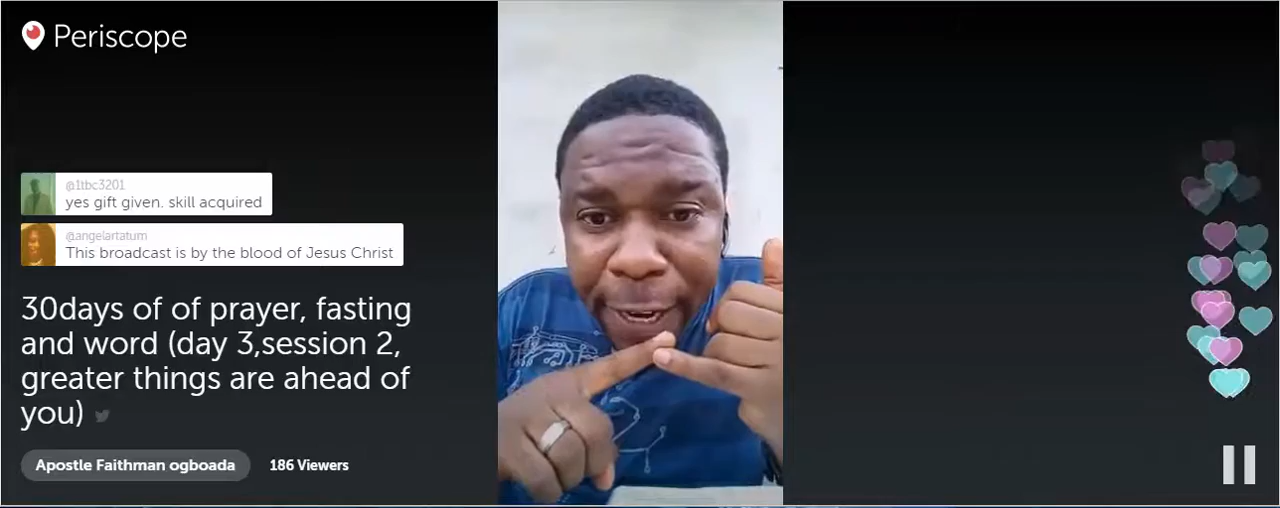 Periscope
@1tbc3201
yes gift given. skill acquired
@angelartatum
This broadcast is by the blood of Jesus Christ
30days of of prayer, fasting
and word (day 3,session 2,
greater things are ahead of
you)
Apostle Faithman ogboada
186 Viewers